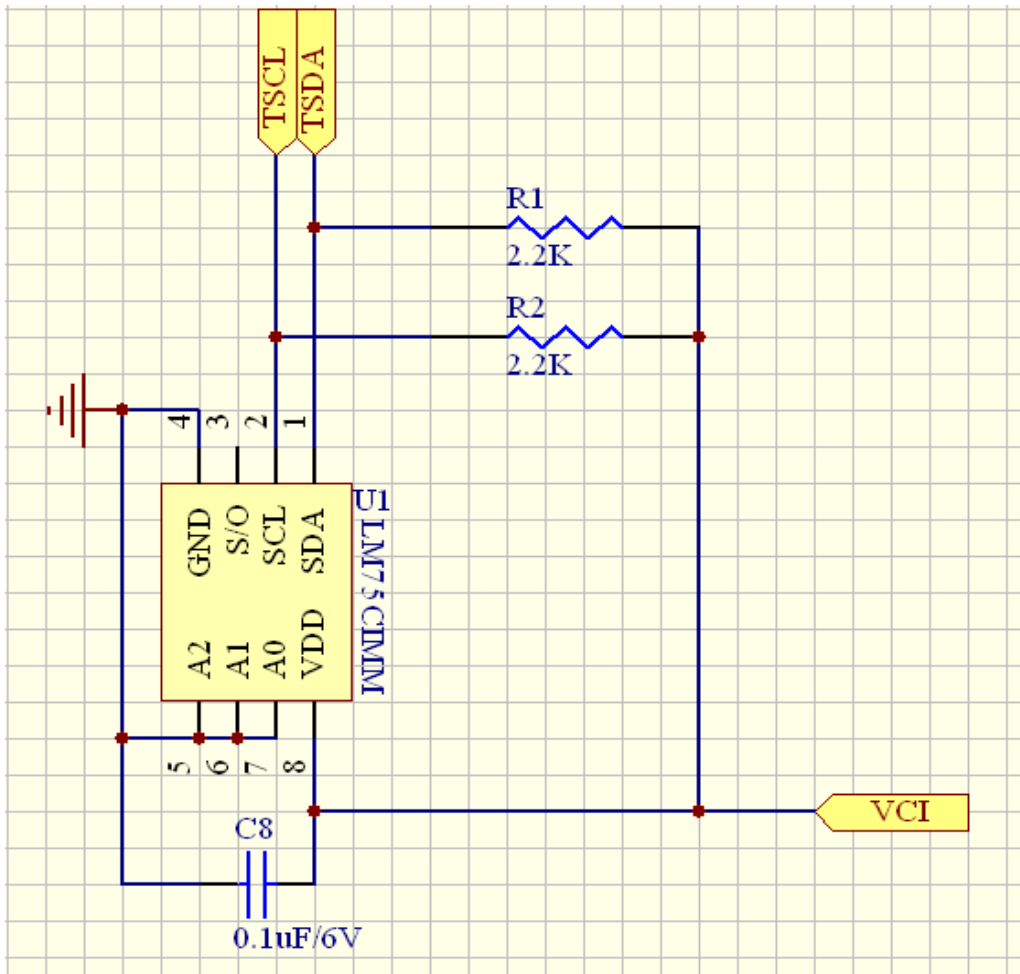 TSCL
TSDA
R1
2.2K
R2
2.2K
4
3
2
1
U1
LM75CIMM
GND
S/O
SCL
SDA
A2
A1
A0
VDD
5
6
7
8
VCI
C8
0.1uF/6V